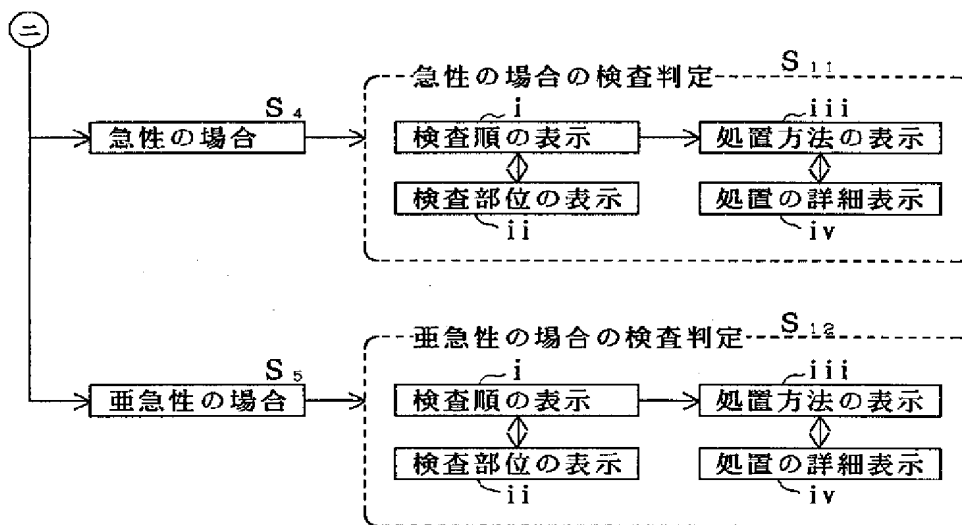 ニ
急性の場合の検査判定 S₁₁
S₄ i iii
急性の場合 検査順の表示 処置方法の表示
検査部位の表示 処置の詳細表示
ii iv
亜急性の場合の検査判定 S₁₂
S₅ i iii
亜急性の場合 検査順の表示 処置方法の表示
検査部位の表示 処置の詳細表示
ii iv